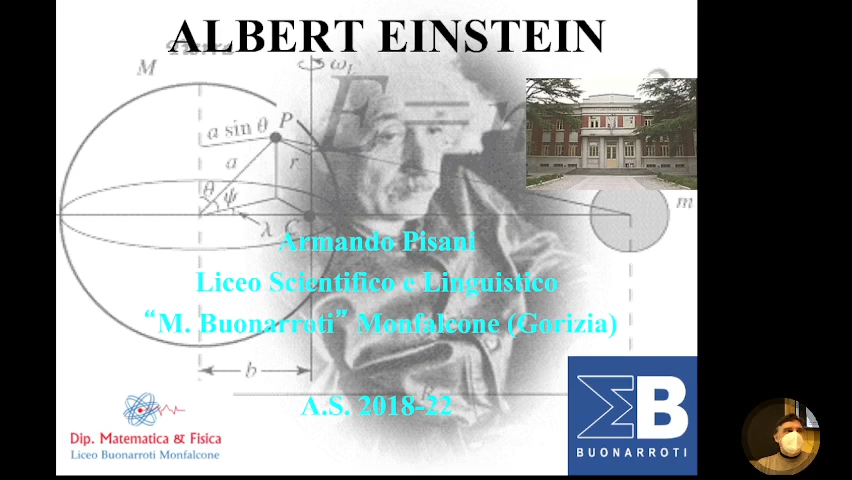 ALBERT EINSTEIN
Tierra
M
ω
a sin θ
P
a
r
θ
ψ
λ
C
m
Armando Pisani
Liceo Scientifico e Linguistico
“M. Buonarroti” Monfalcone (Gorizia)
b
A.S. 2018-22
Dip. Matematica & Fisica
Liceo Buonarroti Monfalcone
ΣB
BUONARROTI